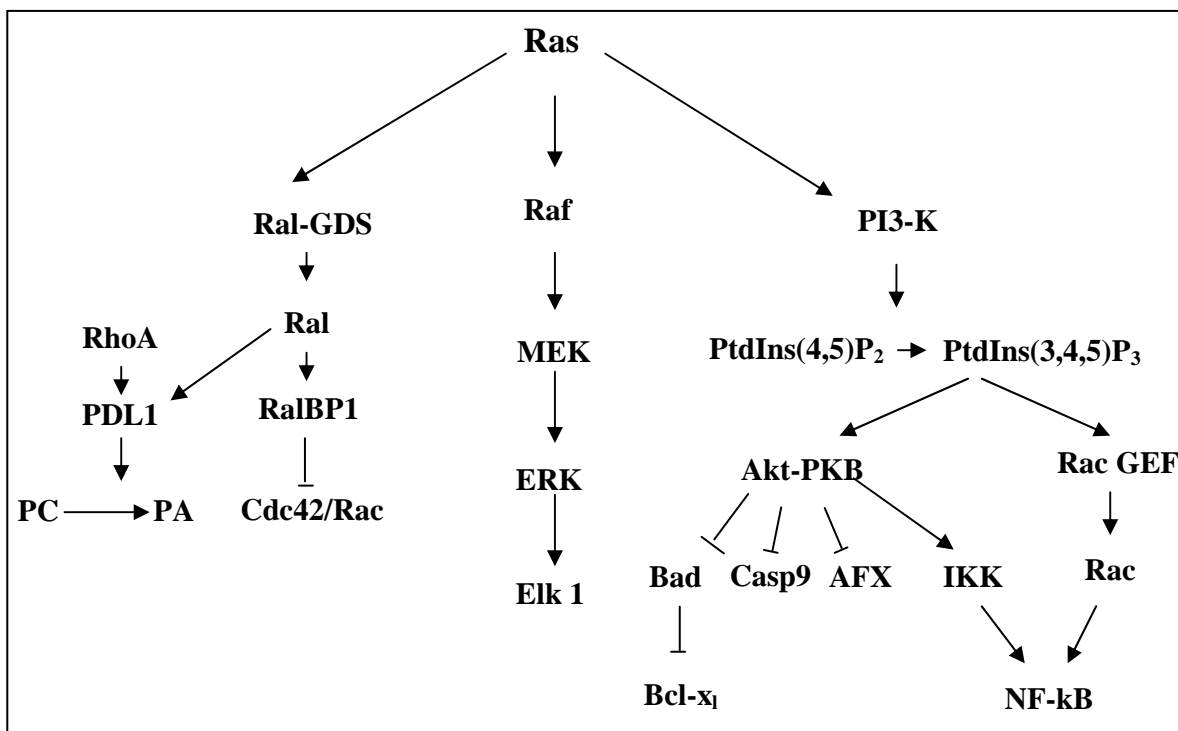 Ras
Ral-GDS
Raf
PI3-K
RhoA
Ral
MEK
PtdIns(4,5)P₂
PtdIns(3,4,5)P₃
PDL1
RalBP1
ERK
Akt-PKB
Rac GEF
PC
PA
Cdc42/Rac
Elk 1
Bad
Casp9
AFX
IKK
Rac
Bcl-xₗ
NF-kB